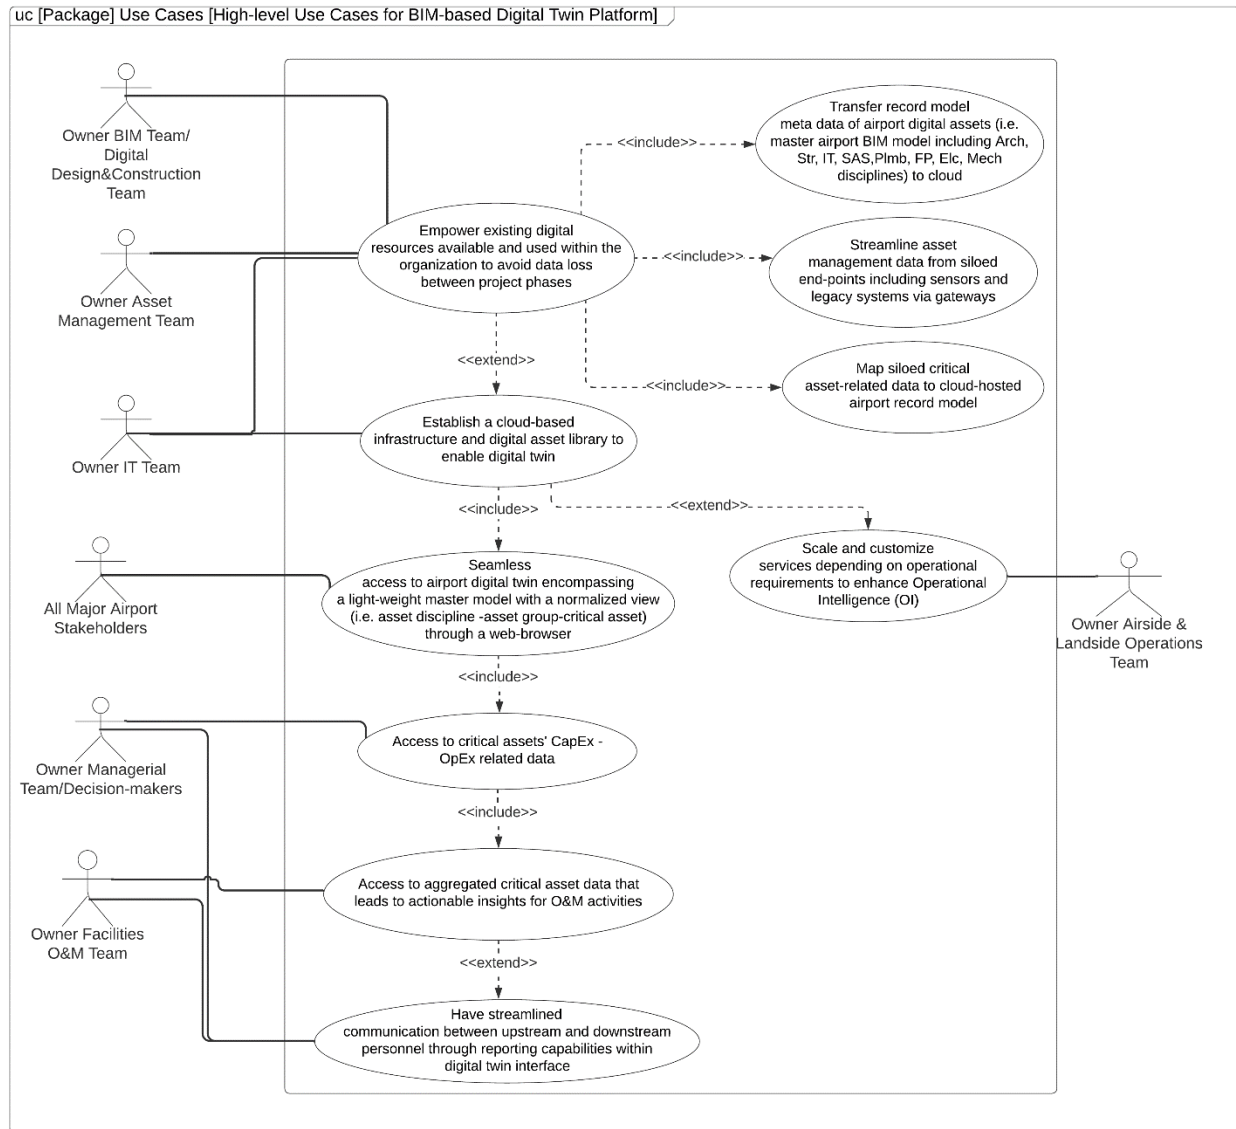 uc [Package] Use Cases [High-level Use Cases for BIM-based Digital Twin Platform]
Owner BIM Team/
Digital
Design&Construction
Team
Transfer record model
meta data of airport digital assets (i.e.
master airport BIM model including Arch,
Str, IT, SAS,Plmb, FP, Elc, Mech
disciplines) to cloud
<<include>>
Empower existing digital
resources available and used within the
organization to avoid data loss
between project phases
Owner Asset
Management Team
<<include>>
Streamline asset
management data from siloed
end-points including sensors and
legacy systems via gateways
<<extend>>
<<include>>
Map siloed critical
asset-related data to cloud-hosted
airport record model
Owner IT Team
Establish a cloud-based
infrastructure and digital asset library to
enable digital twin
<<include>>
<<extend>>
Scale and customize
services depending on operational
requirements to enhance Operational
Intelligence (OI)
Owner Airside &
Landside Operations
Team
All Major Airport
Stakeholders
Seamless
access to airport digital twin encompassing
a light-weight master model with a normalized view
(i.e. asset discipline -asset group-critical asset)
through a web-browser
<<include>>
Owner Managerial
Team/Decision-makers
Access to critical assets' CapEx -
OpEx related data
<<include>>
Owner Facilities
O&M Team
Access to aggregated critical asset data that
leads to actionable insights for O&M activities
<<extend>>
Have streamlined
communication between upstream and downstream
personnel through reporting capabilities within
digital twin interface